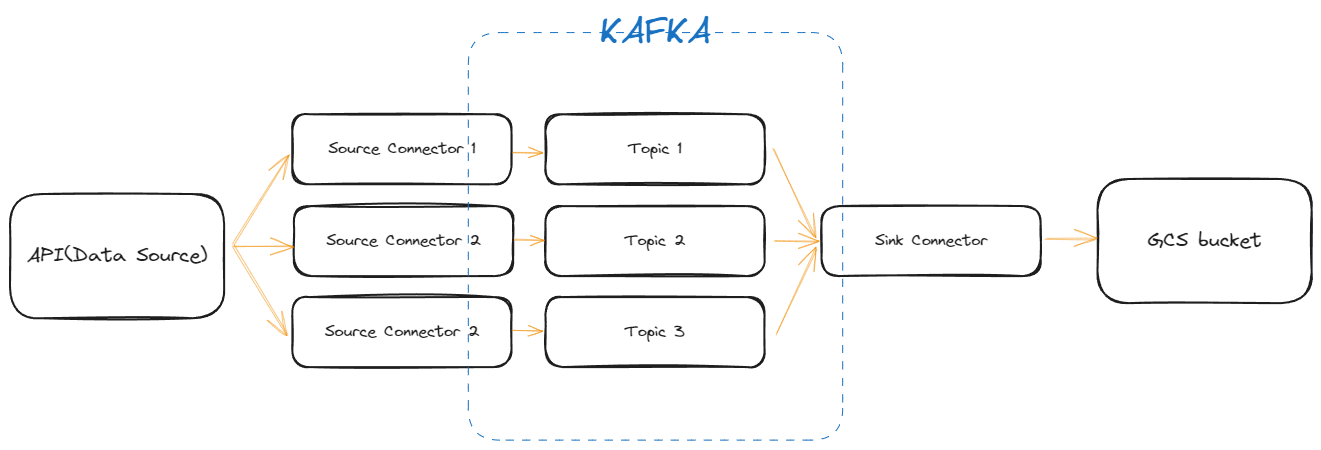 KAFKA
Source Connector 1
Topic 1
API(Data Source)
Source Connector 2
Topic 2
Sink Connector
GCS bucket
Source Connector 2
Topic 3